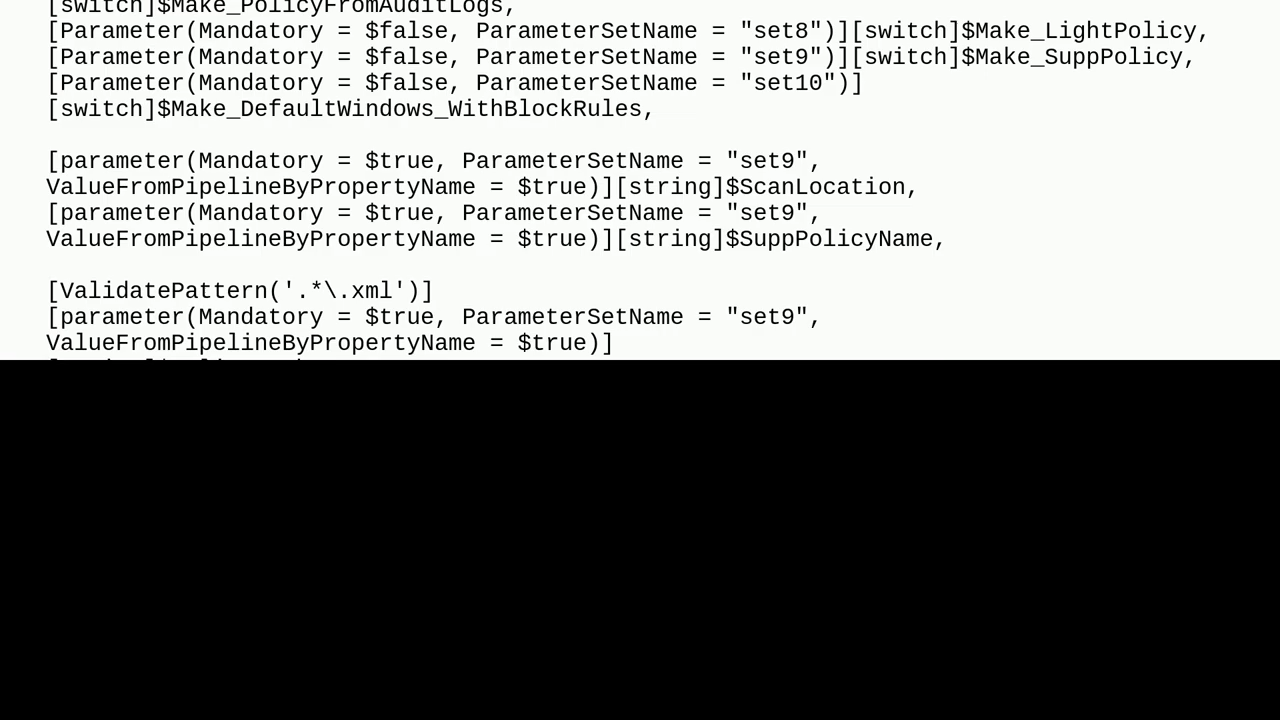 [switch]$Make_PolicyFromAuditLogs,
[Parameter(Mandatory = $false, ParameterSetName = "set8")][switch]$Make_LightPolicy,
[Parameter(Mandatory = $false, ParameterSetName = "set9")][switch]$Make_SuppPolicy,
[Parameter(Mandatory = $false, ParameterSetName = "set10")]
[switch]$Make_DefaultWindows_WithBlockRules,
[parameter(Mandatory = $true, ParameterSetName = "set9",
ValueFromPipelineByPropertyName = $true)][string]$ScanLocation,
[parameter(Mandatory = $true, ParameterSetName = "set9",
ValueFromPipelineByPropertyName = $true)][string]$SuppPolicyName,
[ValidatePattern('.*\.xml')]
[parameter(Mandatory = $true, ParameterSetName = "set9",
ValueFromPipelineByPropertyName = $true)]